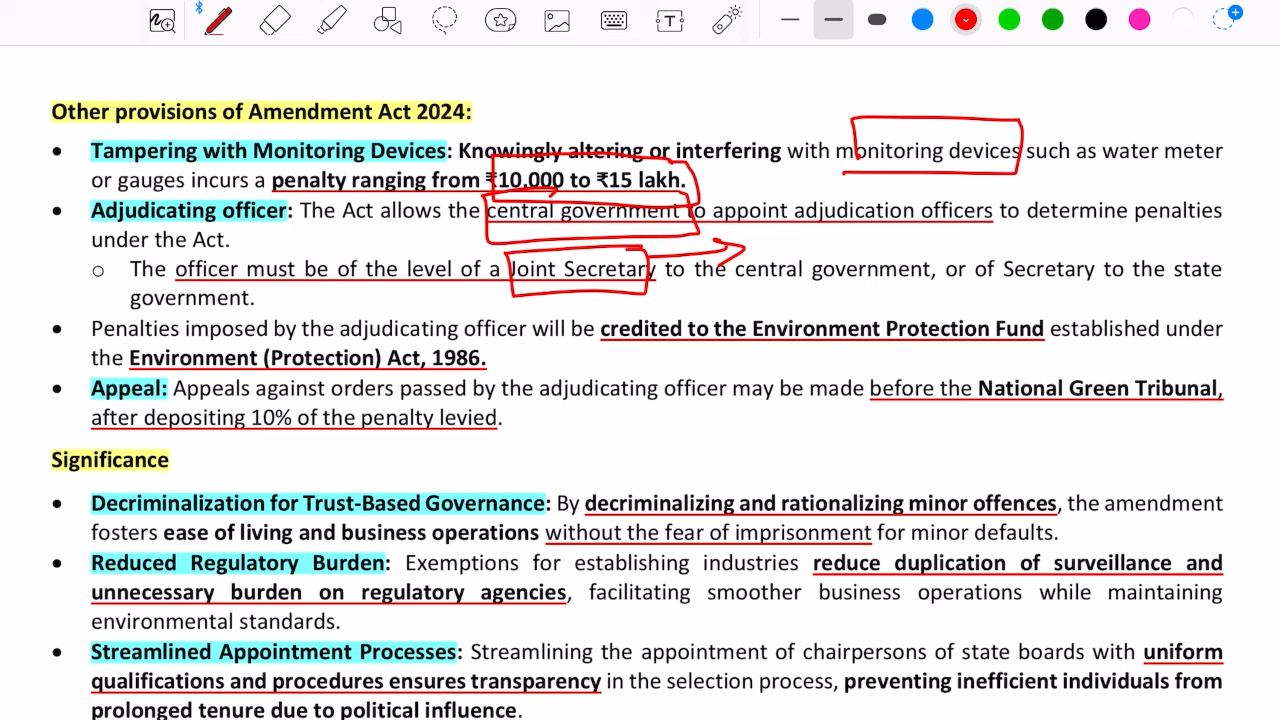 Other provisions of Amendment Act 2024:
• Tampering with Monitoring Devices: Knowingly altering or interfering with monitoring devices such as water meter
or gauges incurs a penalty ranging from ₹10,000 to ₹15 lakh.
• Adjudicating officer: The Act allows the central government to appoint adjudication officers to determine penalties
under the Act.
o The officer must be of the level of a Joint Secretary to the central government, or of Secretary to the state
government.
• Penalties imposed by the adjudicating officer will be credited to the Environment Protection Fund established under
the Environment (Protection) Act, 1986.
• Appeal: Appeals against orders passed by the adjudicating officer may be made before the National Green Tribunal,
after depositing 10% of the penalty levied.
Significance
• Decriminalization for Trust-Based Governance: By decriminalizing and rationalizing minor offences, the amendment
fosters ease of living and business operations without the fear of imprisonment for minor defaults.
• Reduced Regulatory Burden: Exemptions for establishing industries reduce duplication of surveillance and
unnecessary burden on regulatory agencies, facilitating smoother business operations while maintaining
environmental standards.
• Streamlined Appointment Processes: Streamlining the appointment of chairpersons of state boards with uniform
qualifications and procedures ensures transparency in the selection process, preventing inefficient individuals from
prolonged tenure due to political influence.